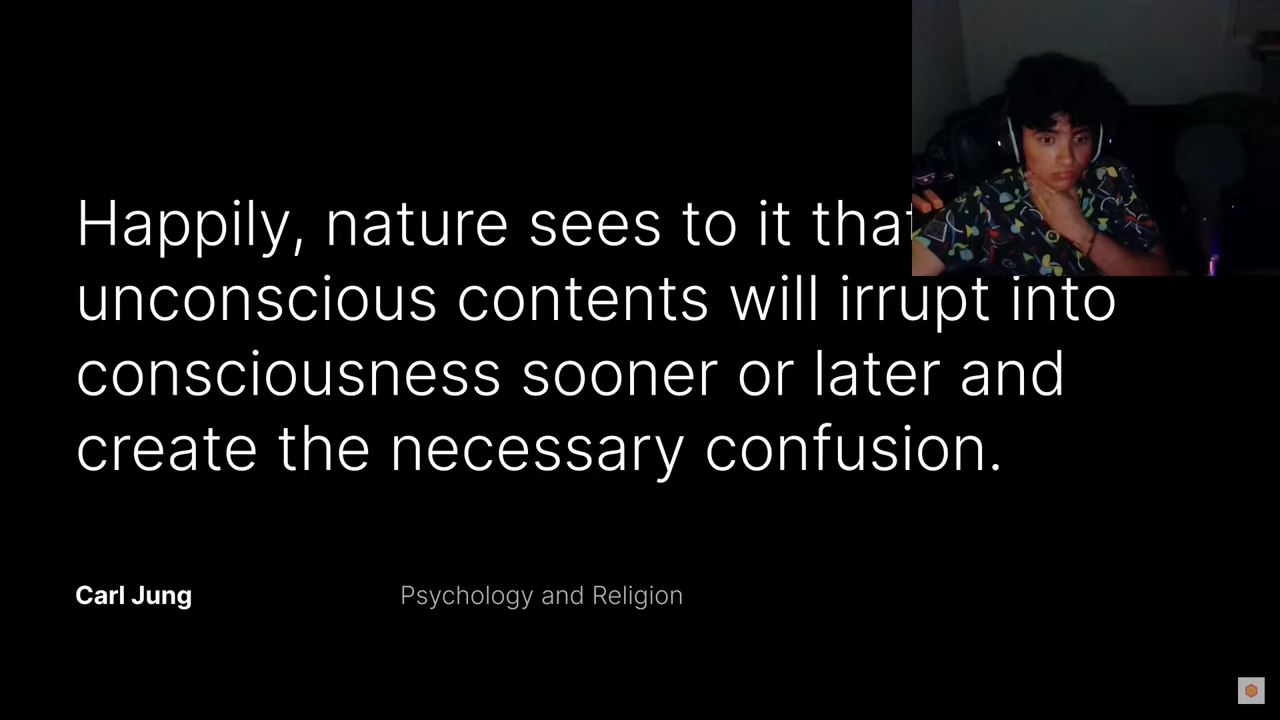 Happily, nature sees to it that
unconscious contents will irrupt into
consciousness sooner or later and
create the necessary confusion.
Carl Jung
Psychology and Religion